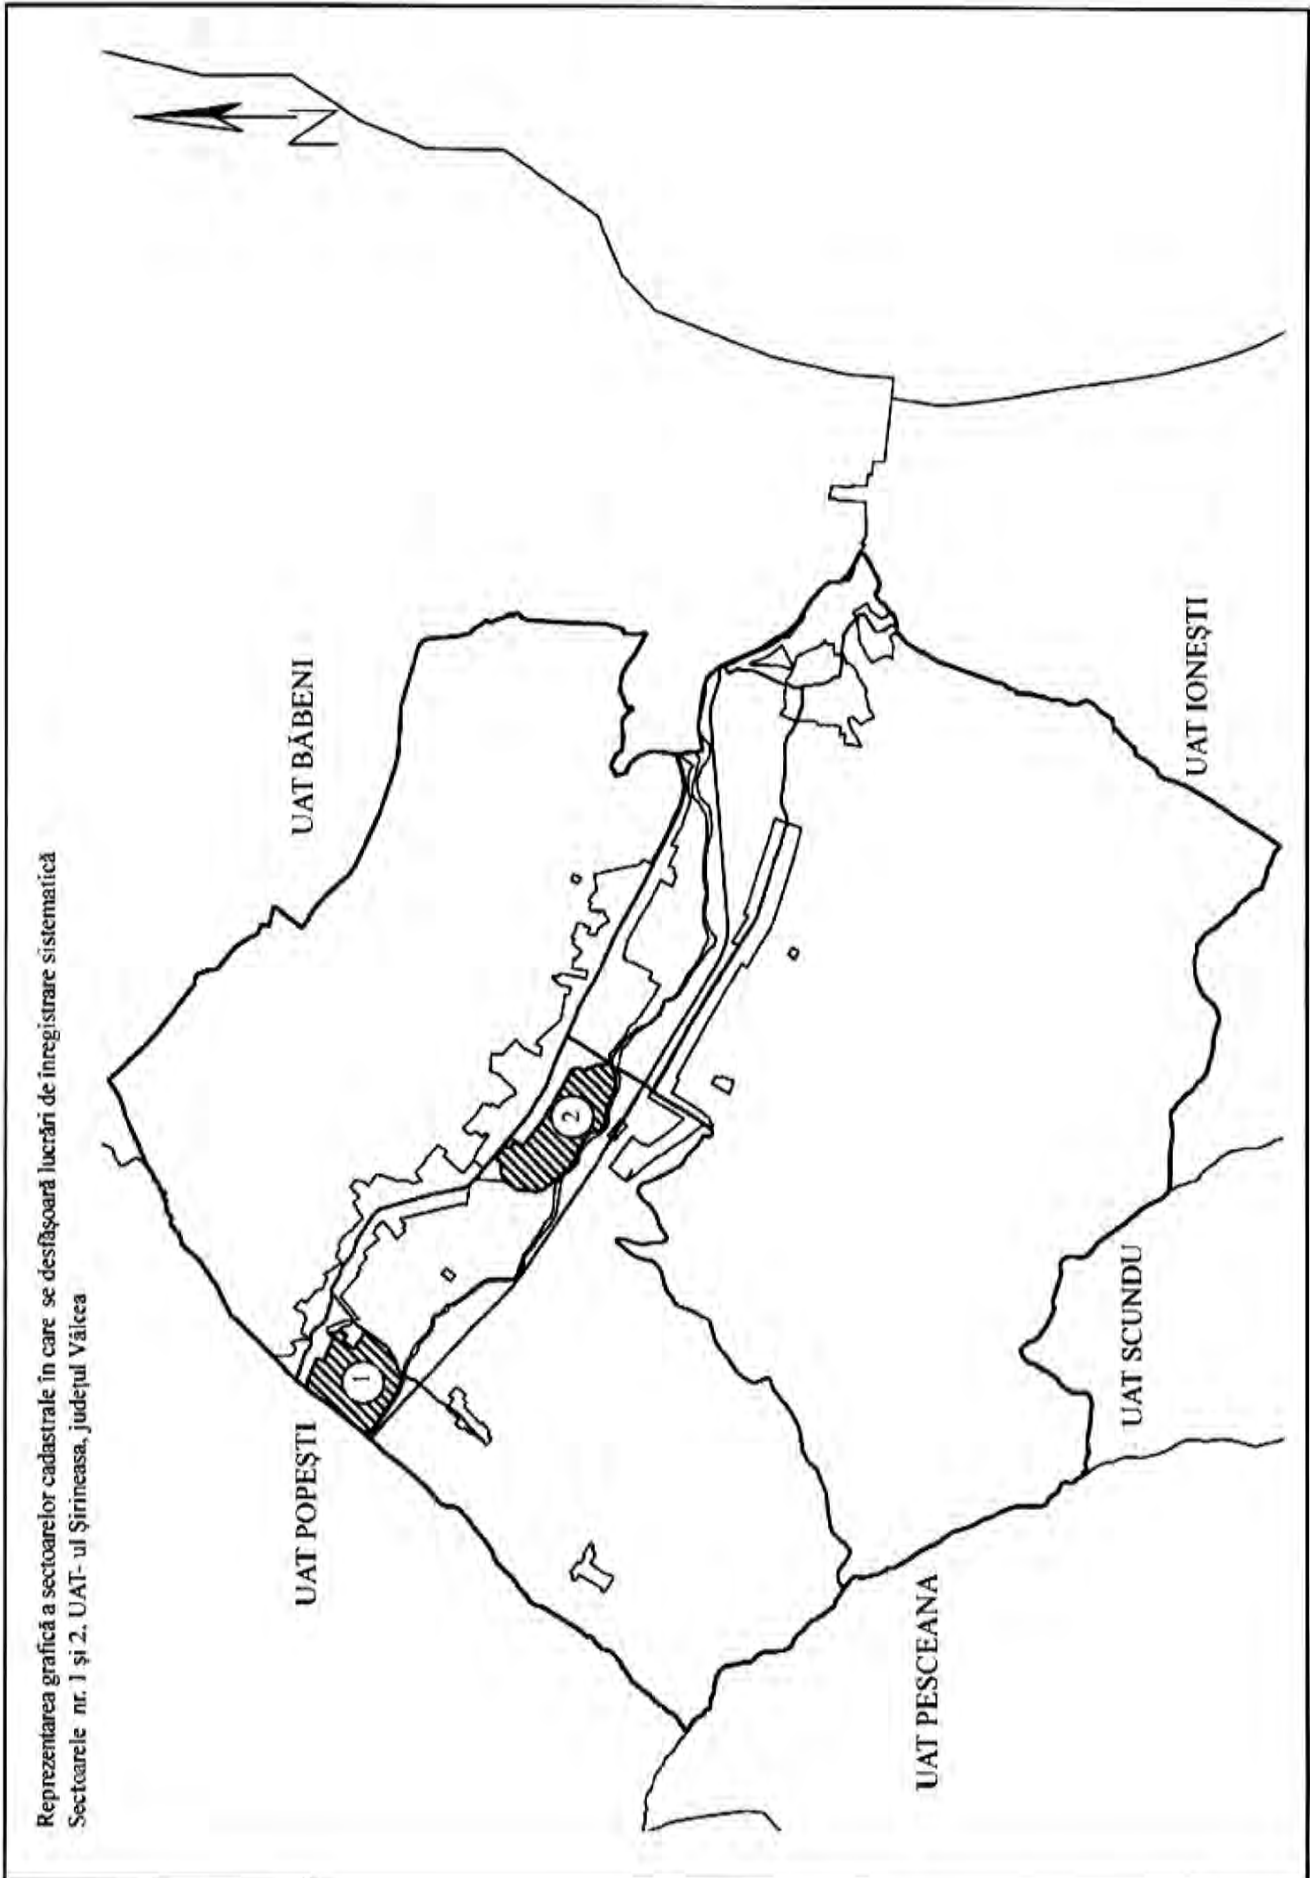 Reprezentarea grafică a sectoarelor cadastrale în care se desfășoară lucrări de inregistrare sistematică
Sectoarele nr. 1 și 2. UAT- ul Șirineasa, județul Vâlcea
N
UAT BĂBENI
UAT POPEȘTI
1
2
UAT IONEȘTI
UAT SCUNDU
UAT PESCEANA